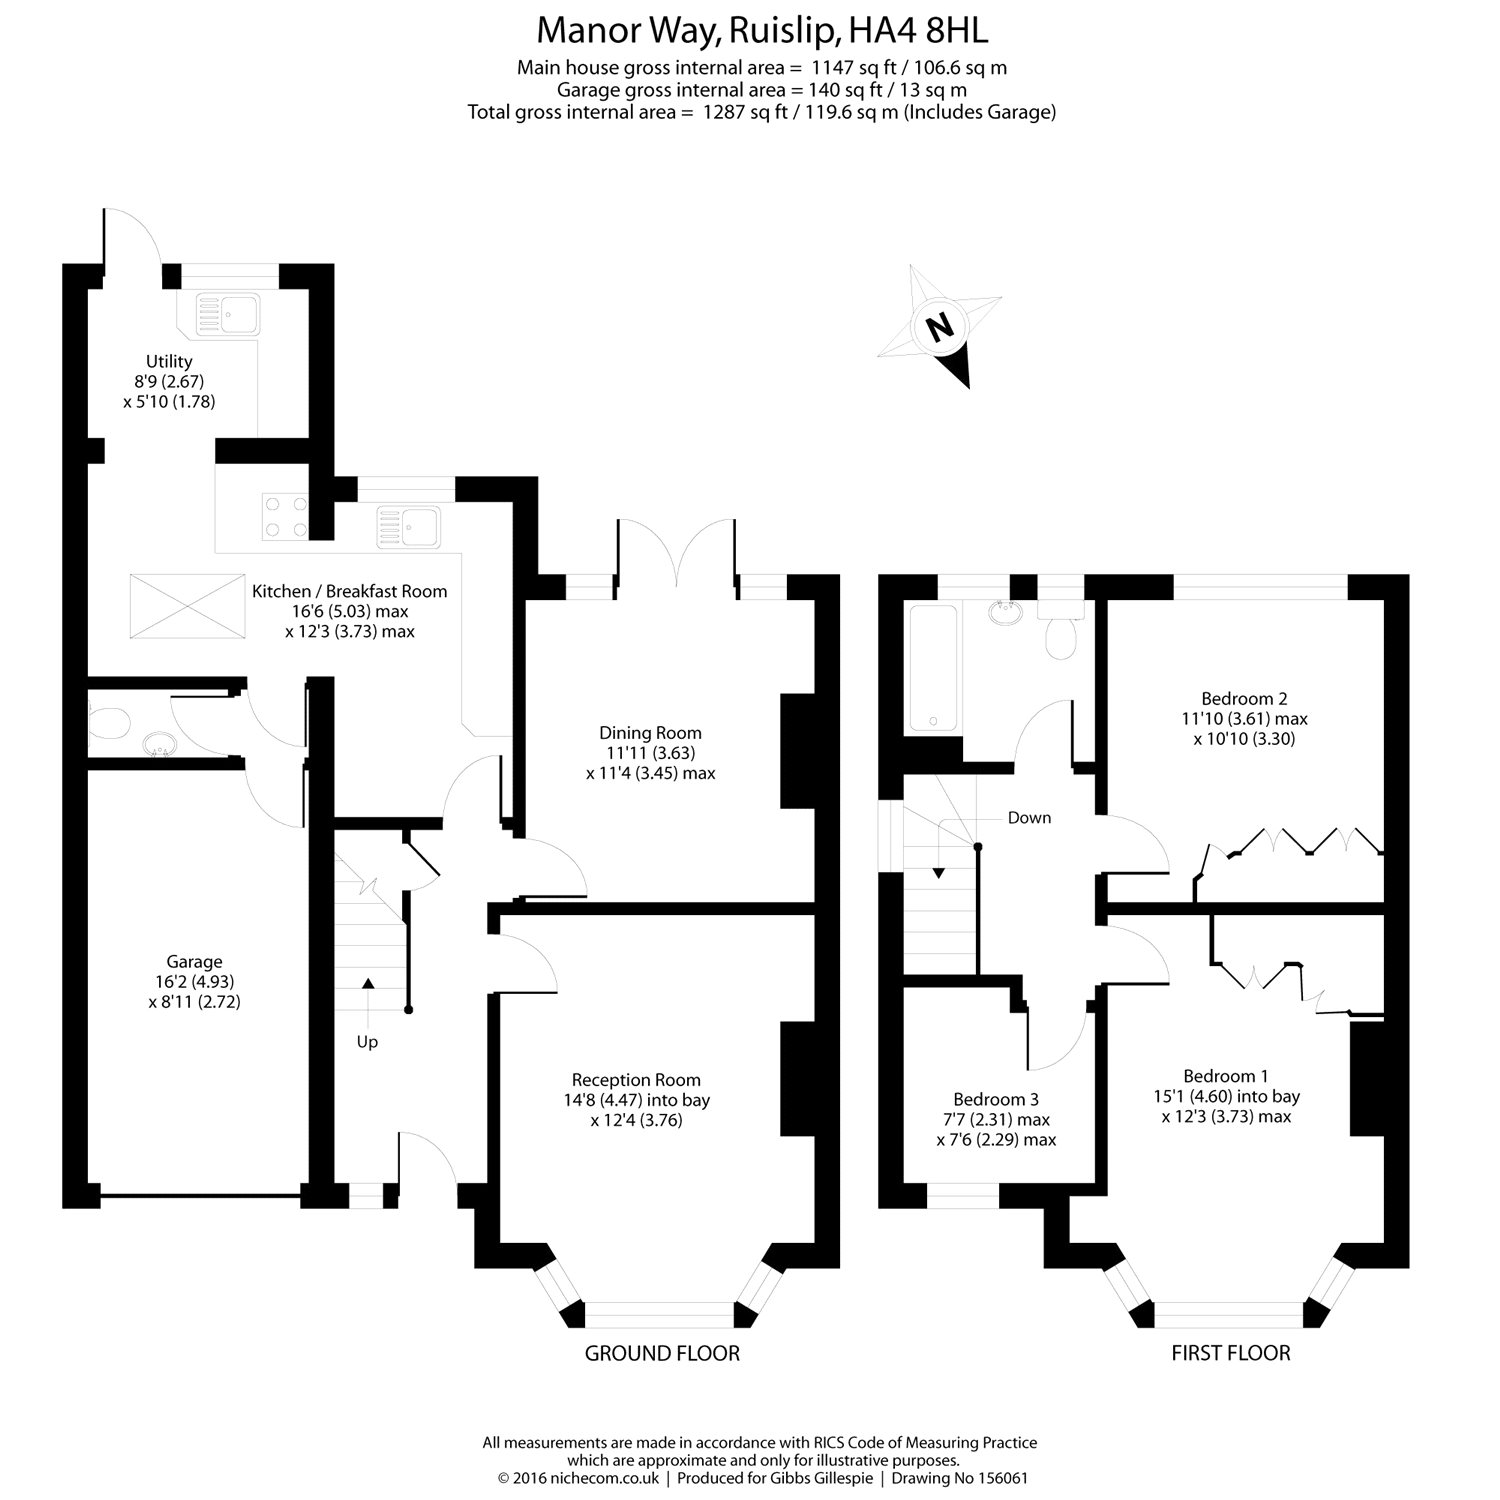 Manor Way, Ruislip, HA4 8HL
Main house gross internal area = 1147 sq ft / 106.6 sq m
Garage gross internal area = 140 sq ft / 13 sq m
Total gross internal area = 1287 sq ft / 119.6 sq m (Includes Garage)
N
Utility
8'9 (2.67)
x 5'10 (1.78)
Kitchen / Breakfast Room
16'6 (5.03) max
x 12'3 (3.73) max
Dining Room
11'11 (3.63)
x 11'4 (3.45) max
Garage
16'2 (4.93)
x 8'11 (2.72)
Up
Reception Room
14'8 (4.47) into bay
x 12'4 (3.76)
GROUND FLOOR
Bedroom 2
11'10 (3.61) max
x 10'10 (3.30)
Down
Bedroom 3
7'7 (2.31) max
x 7'6 (2.29) max
Bedroom 1
15'1 (4.60) into bay
x 12'3 (3.73) max
FIRST FLOOR
All measurements are made in accordance with RICS Code of Measuring Practice
which are approximate and only for illustrative purposes.
© 2016 nichecom.co.uk | Produced for Gibbs Gillespie | Drawing No 156061